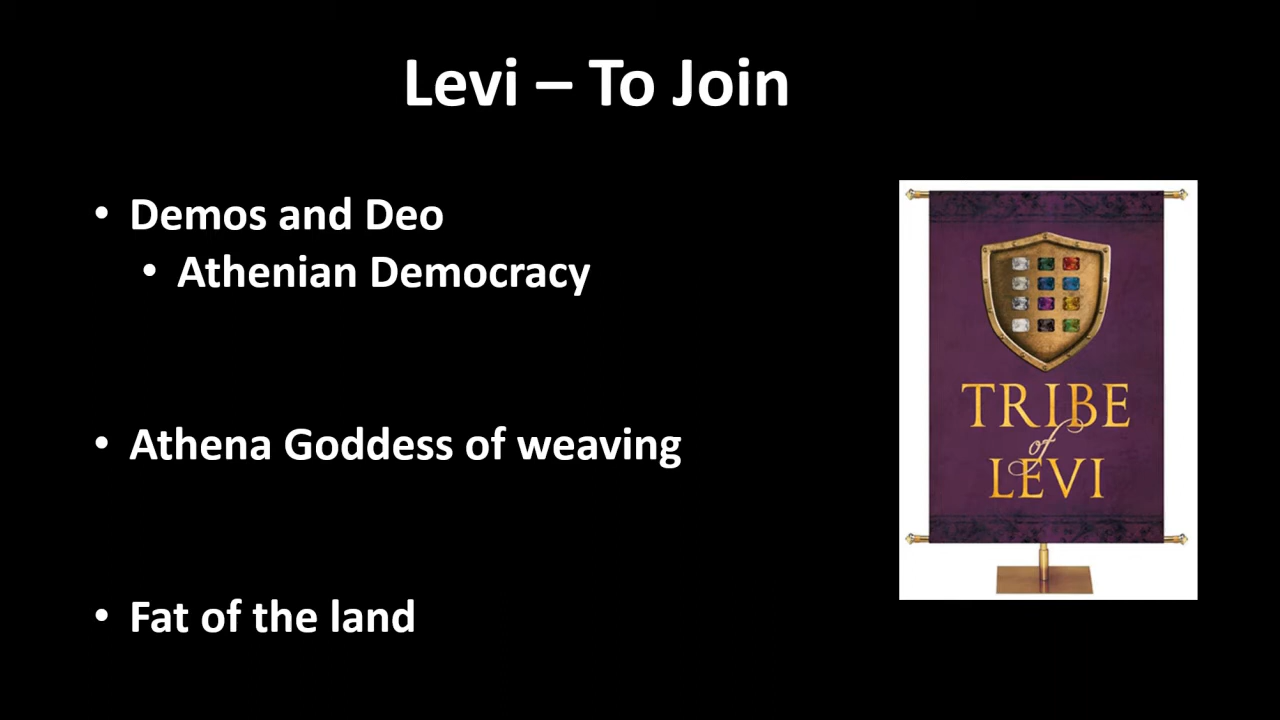 Levi – To Join
• Demos and Deo
• Athenian Democracy
• Athena Goddess of weaving
• Fat of the land
TRIBE
of
LEVI